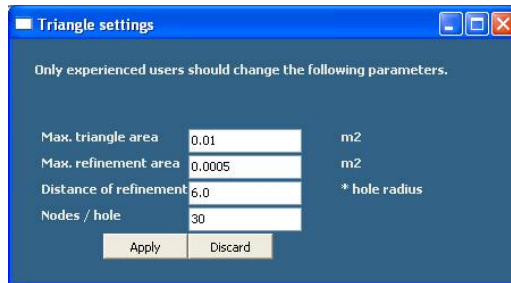 Triangle settings
Only experienced users should change the following parameters.
Max. triangle area 0.01 m2
Max. refinement area 0.0005 m2
Distance of refinement 6.0 * hole radius
Nodes / hole 30
Apply Discard